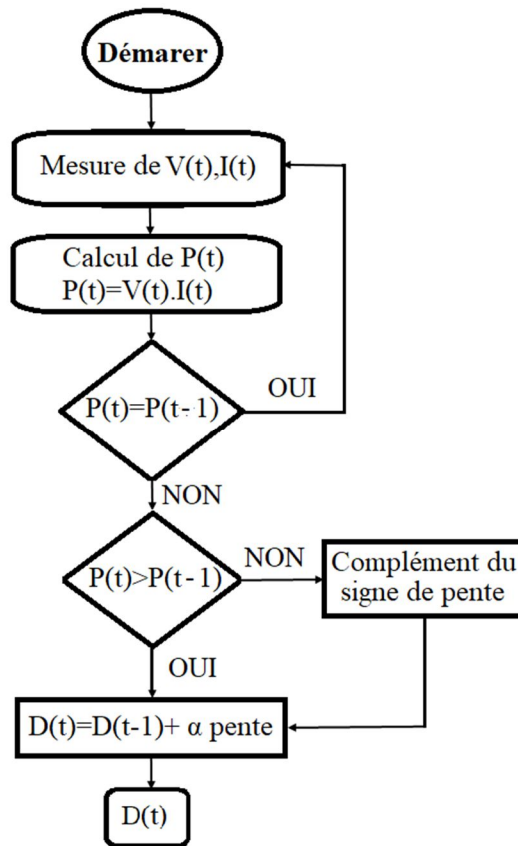 Démarer
Mesure de V(t),I(t)
Calcul de P(t)
P(t)=V(t).I(t)
P(t)=P(t-1)
OUI
NON
P(t)>P(t-1)
NON
Complément du
signe de pente
OUI
D(t)=D(t-1)+ α pente
D(t)